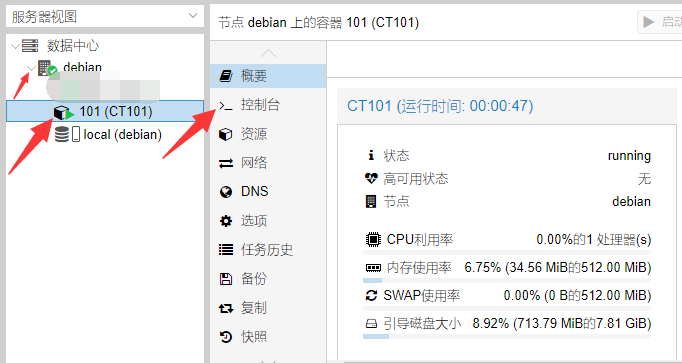 服务器视图
数据中心
debian
101 (CT101)
local (debian)
节点 debian 上的容器 101 (CT101)
启动
概要
控制台
资源
网络
DNS
选项
任务历史
备份
复制
快照
CT101 (运行时间: 00:00:47)
状态 running
高可用状态 无
节点 debian
CPU利用率 0.00%的1 处理器(s)
内存使用率 6.75% (34.56 MiB的512.00 MiB)
SWAP使用率 0.00% (0 B的512.00 MiB)
引导磁盘大小 8.92% (713.79 MiB的7.81 GiB)